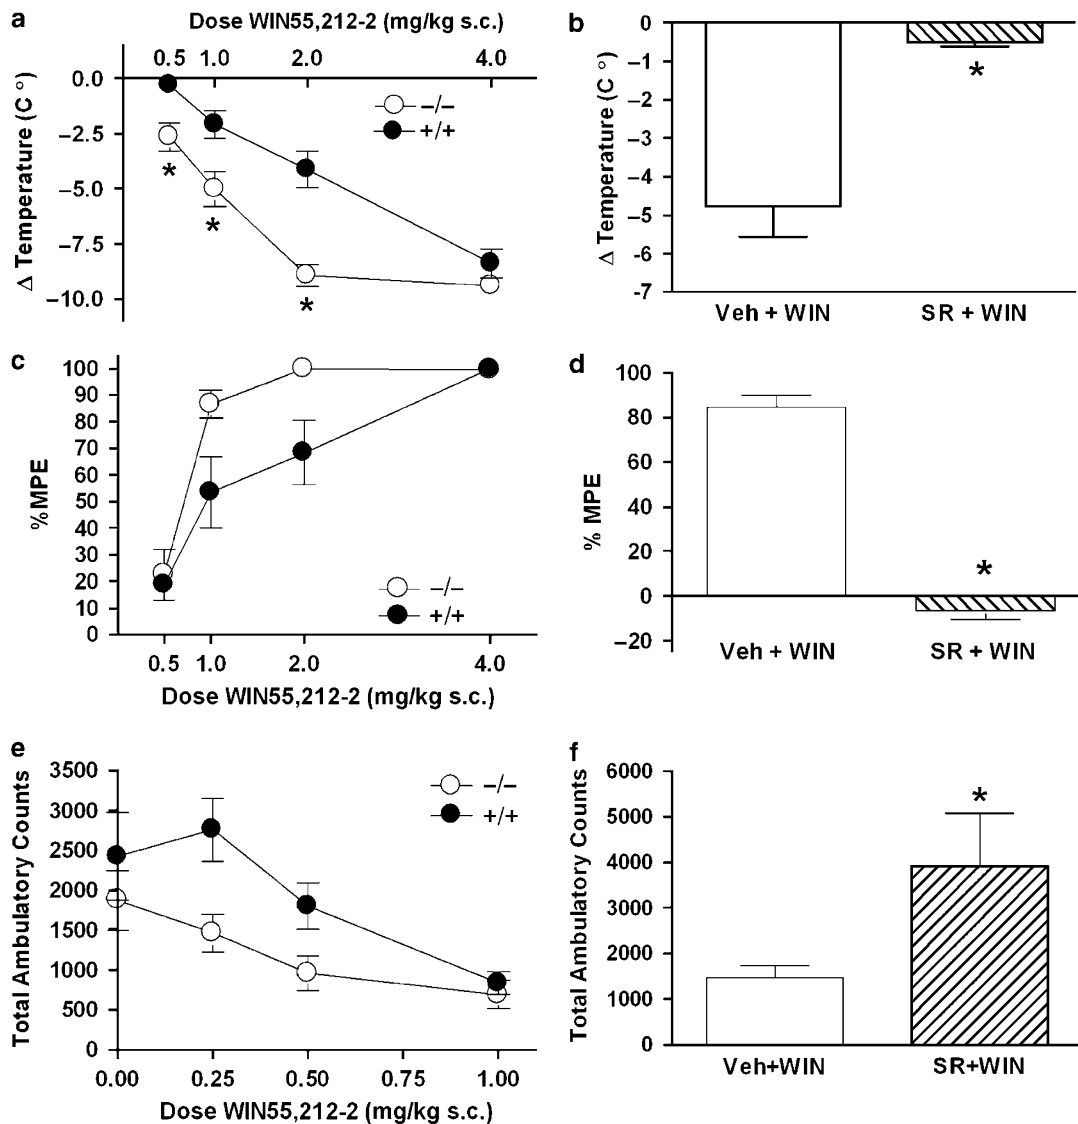 a
Dose WIN55,212-2 (mg/kg s.c.)
0.5 1.0 2.0 4.0
0.0
–2.5
–5.0
–7.5
–10.0
Δ Temperature (C °)
–/–
+/+
*
*
*
b
0
–1
–2
–3
–4
–5
–6
-7
Δ Temperature (C °)
*
Veh + WIN SR + WIN
c
100
90
80
70
60
50
40
30
20
10
0
%MPE
–/–
+/+
0.5 1.0 2.0 4.0
Dose WIN55,212-2 (mg/kg s.c.)
d
100
80
60
40
20
0
–20
% MPE
*
Veh + WIN SR + WIN
e
3500
3000
2500
2000
1500
1000
500
0
Total Ambulatory Counts
–/–
+/+
0.00 0.25 0.50 0.75 1.00
Dose WIN55,212-2 (mg/kg s.c.)
f
6000
5000
4000
3000
2000
1000
0
Total Ambulatory Counts
*
Veh+WIN SR+WIN